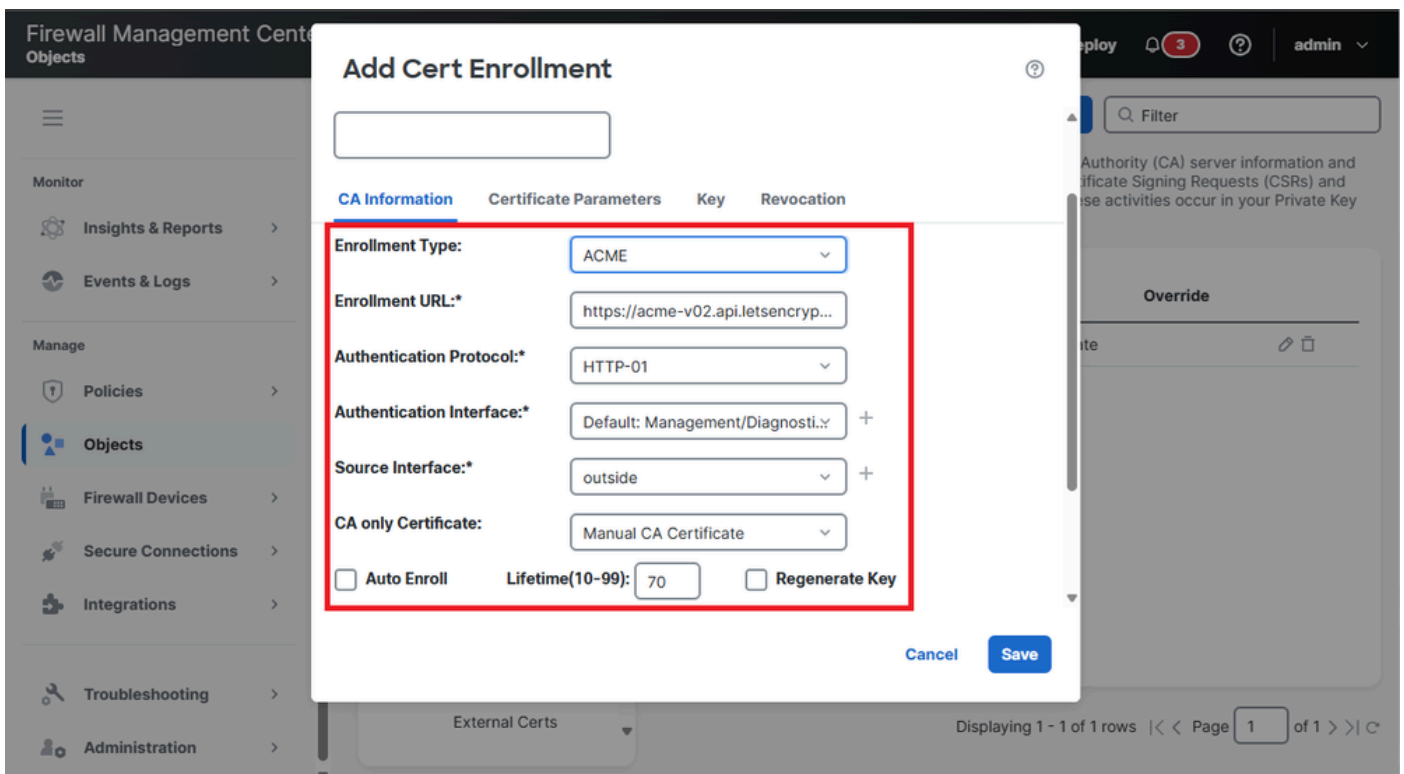 Firewall Management Cente
Objects
eploy
3
admin
Add Cert Enrollment
Filter
Monitor
Insights & Reports
Events & Logs
Manage
Policies
Objects
Firewall Devices
Secure Connections
Integrations
Troubleshooting
Administration
CA Information Certificate Parameters Key Revocation
Enrollment Type: ACME
Enrollment URL:* https://acme-v02.api.letsencryp...
Authentication Protocol:* HTTP-01
Authentication Interface:* Default: Management/Diagnosti...
Source Interface:* outside
CA only Certificate: Manual CA Certificate
Auto Enroll Lifetime(10-99): 70 Regenerate Key
Cancel Save
Authority (CA) server information and
ificate Signing Requests (CSRs) and
ese activities occur in your Private Key
Override
ate
External Certs
Displaying 1 - 1 of 1 rows |< < Page 1 of 1 > >|